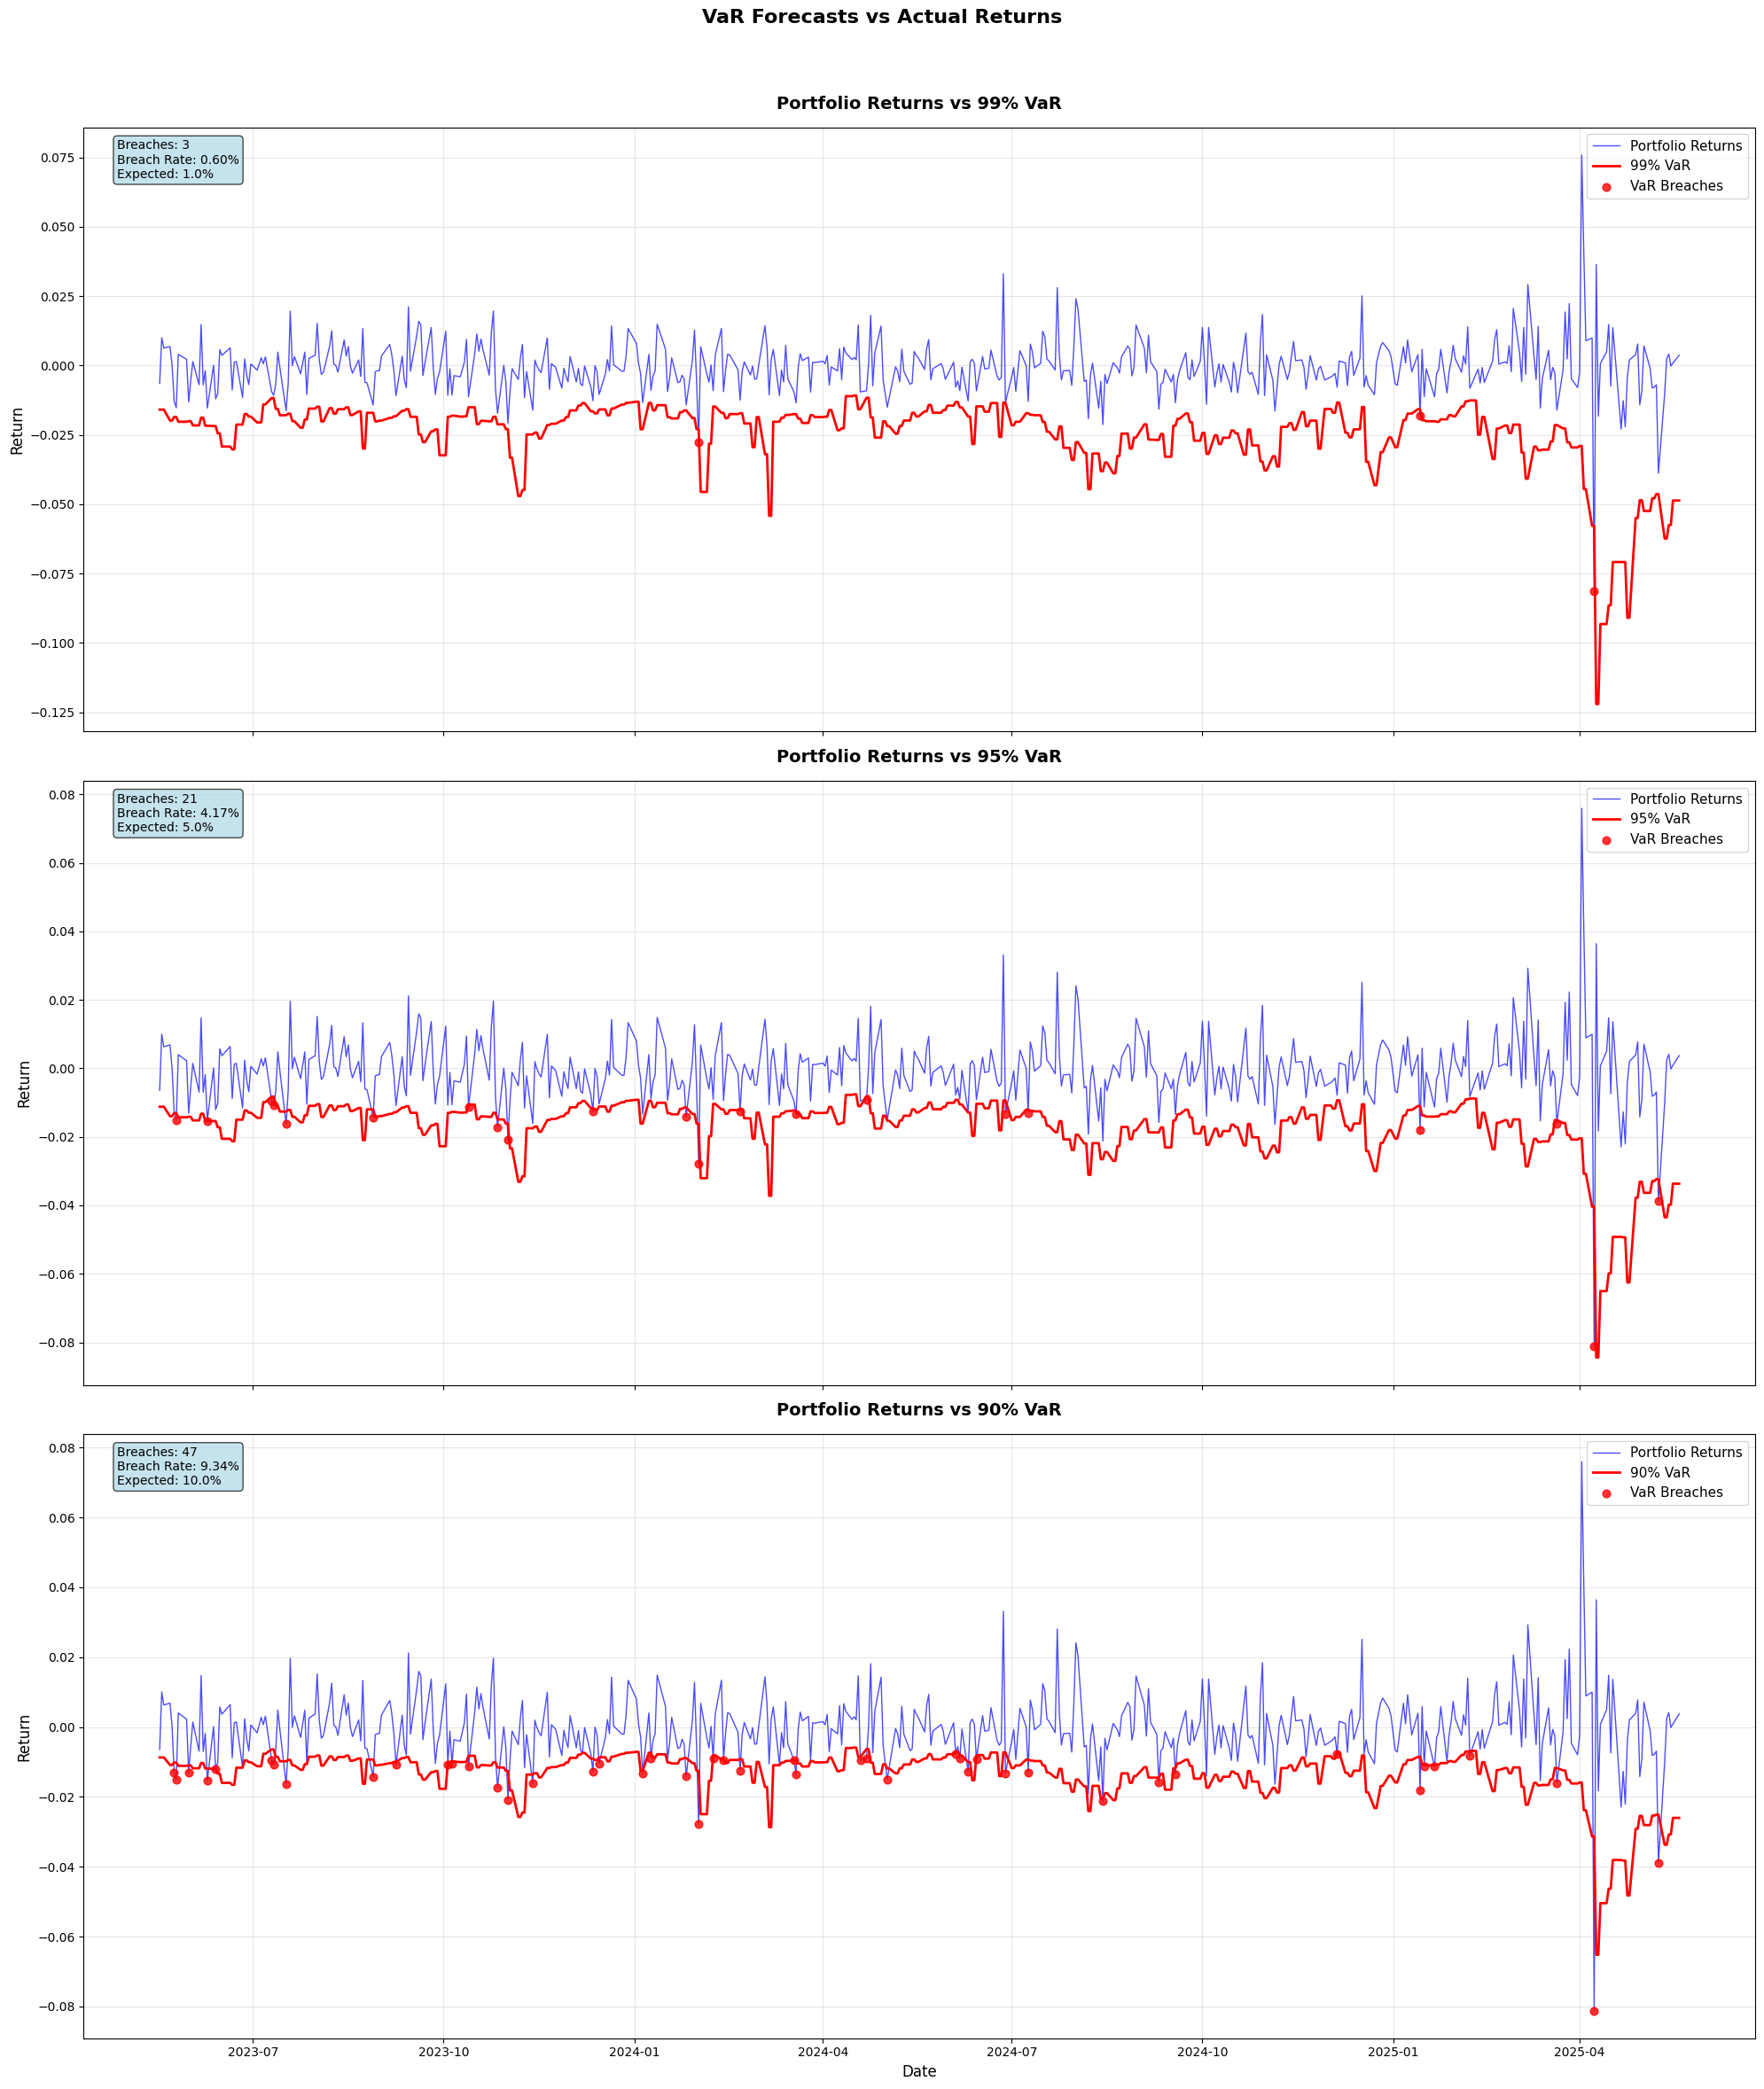 VaR Forecasts vs Actual Returns
Portfolio Returns vs 99% VaR
Breaches: 3
Breach Rate: 0.60%
Expected: 1.0%
Portfolio Returns
99% VaR
VaR Breaches
0.075
0.050
0.025
0.000
−0.025
−0.050
−0.075
−0.100
−0.125
Return
Portfolio Returns vs 95% VaR
Breaches: 21
Breach Rate: 4.17%
Expected: 5.0%
Portfolio Returns
95% VaR
VaR Breaches
0.08
0.06
0.04
0.02
0.00
−0.02
−0.04
−0.06
−0.08
Return
Portfolio Returns vs 90% VaR
Breaches: 47
Breach Rate: 9.34%
Expected: 10.0%
Portfolio Returns
90% VaR
VaR Breaches
0.08
0.06
0.04
0.02
0.00
−0.02
−0.04
−0.06
−0.08
Return
2023-07 2023-10 2024-01 2024-04 2024-07 2024-10 2025-01 2025-04
Date